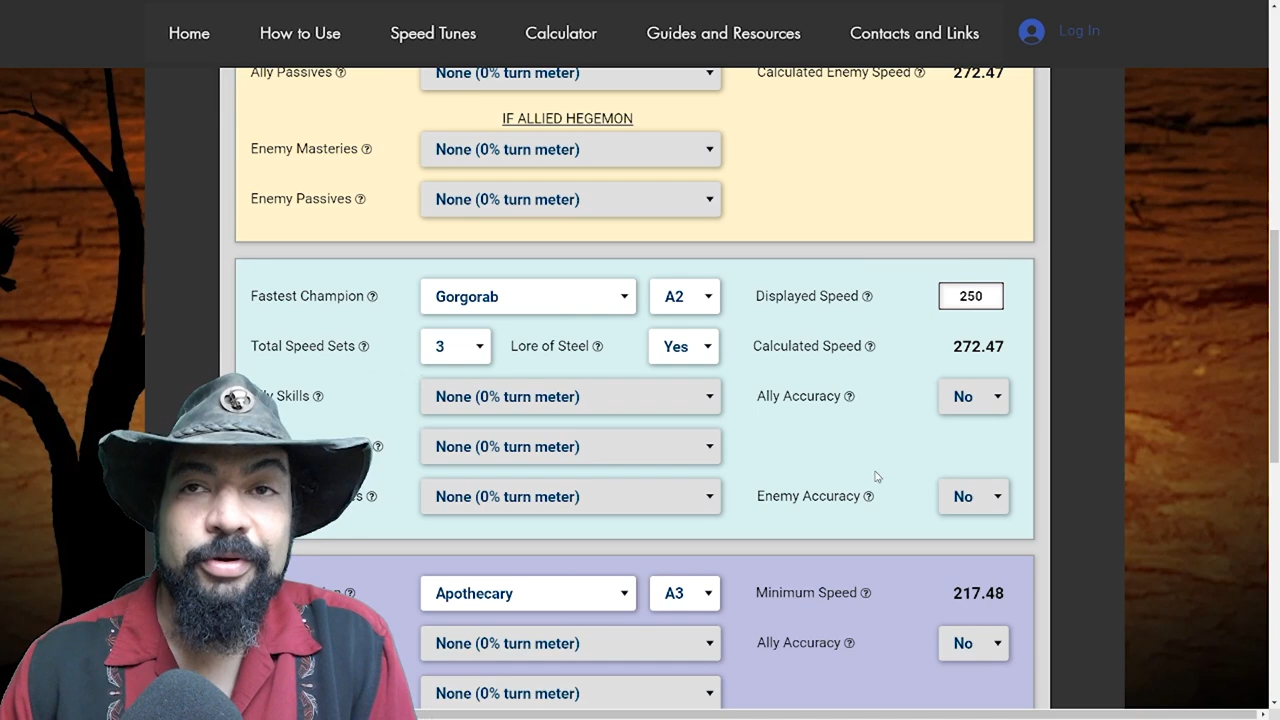 Home How to Use Speed Tunes Calculator Guides and Resources Contacts and Links Log In
Ally Passives None (0% turn meter) Calculated Enemy Speed 272.47
IF ALLIED HEGEMON
Enemy Masteries None (0% turn meter)
Enemy Passives None (0% turn meter)
Fastest Champion Gorgorab A2 Displayed Speed 250
Total Speed Sets 3 Lore of Steel Yes Calculated Speed 272.47
Skills None (0% turn meter) Ally Accuracy No
None (0% turn meter)
None (0% turn meter) Enemy Accuracy No
Apothecary A3 Minimum Speed 217.48
None (0% turn meter) Ally Accuracy No
None (0% turn meter)